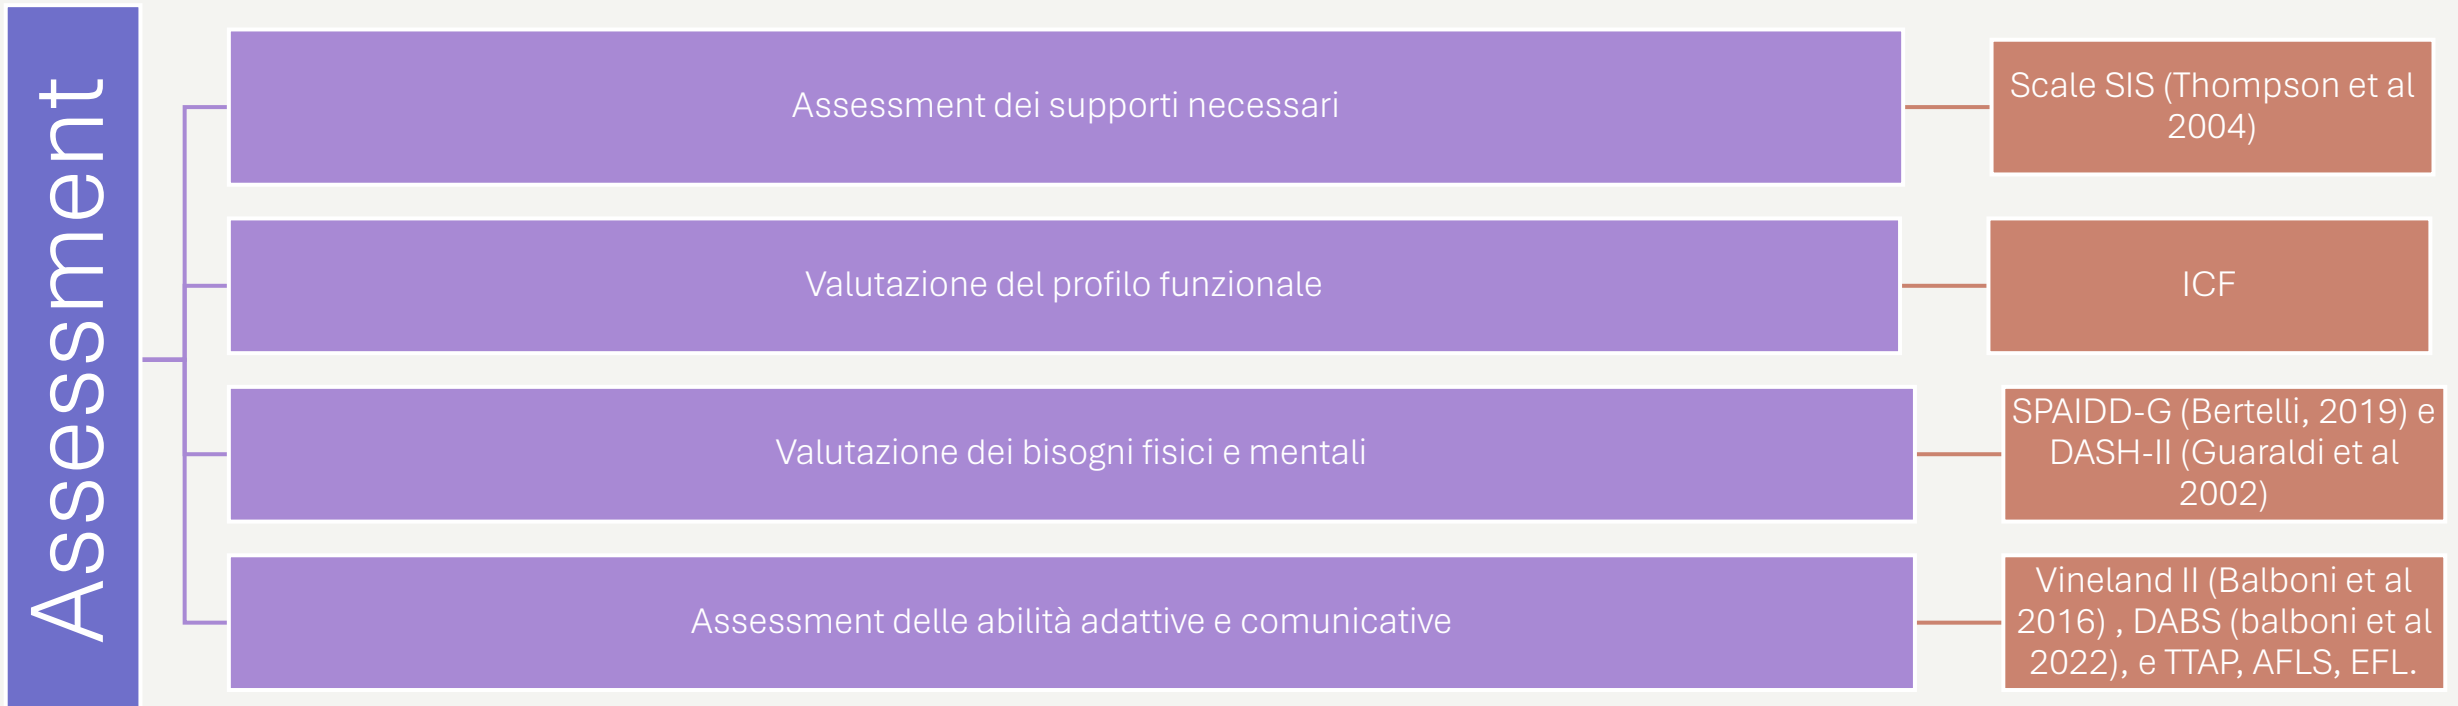 Assessment
Assessment dei supporti necessari
Scale SIS (Thompson et al
2004)
Valutazione del profilo funzionale
ICF
Valutazione dei bisogni fisici e mentali
SPAIDD-G (Bertelli, 2019) e
DASH-II (Guaraldi et al
2002)
Assessment delle abilità adattive e comunicative
Vineland II (Balboni et al
2016) , DABS (balboni et al
2022), e TTAP, AFLS, EFL.